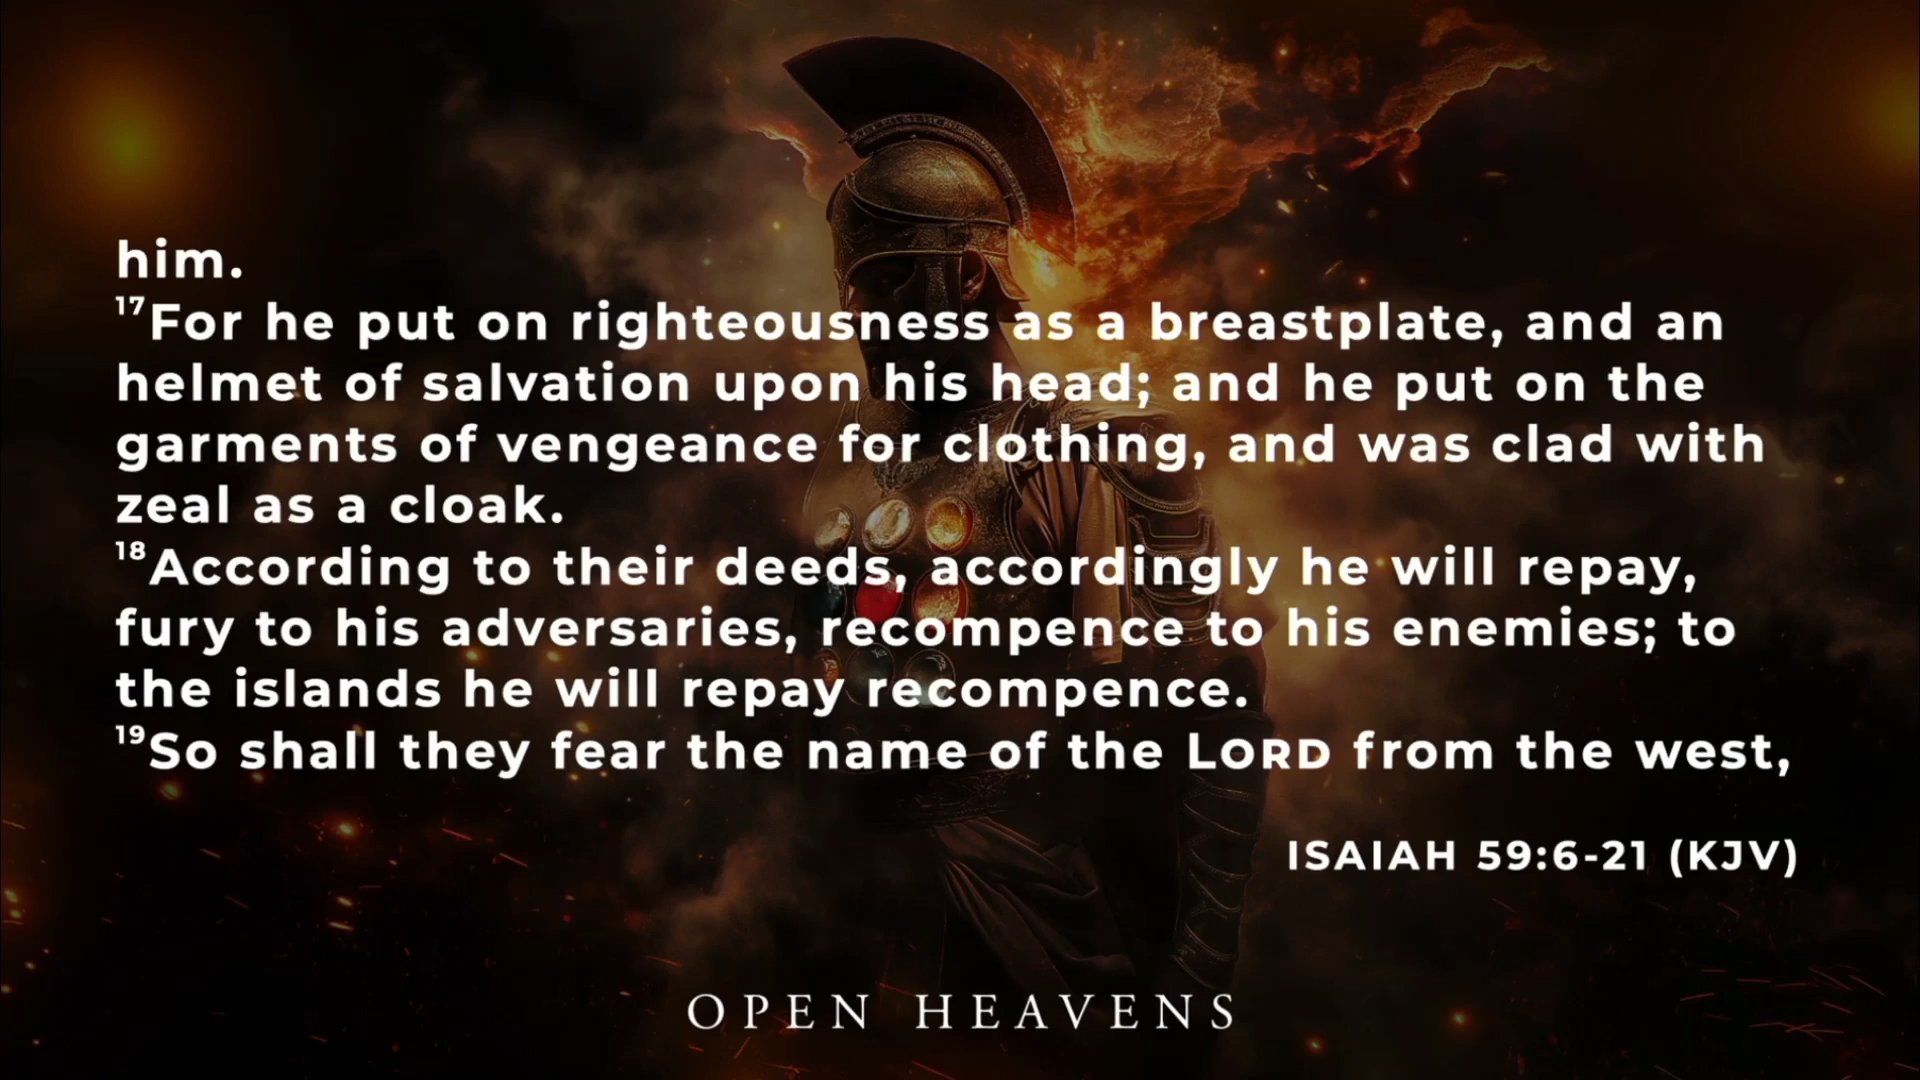 him.
17For he put on righteousness as a breastplate, and an
helmet of salvation upon his head; and he put on the
garments of vengeance for clothing, and was clad with
zeal as a cloak.
18According to their deeds, accordingly he will repay,
fury to his adversaries, recompence to his enemies; to
the islands he will repay recompence.
19So shall they fear the name of the LORD from the west,
ISAIAH 59:6-21 (KJV)
OPEN HEAVENS